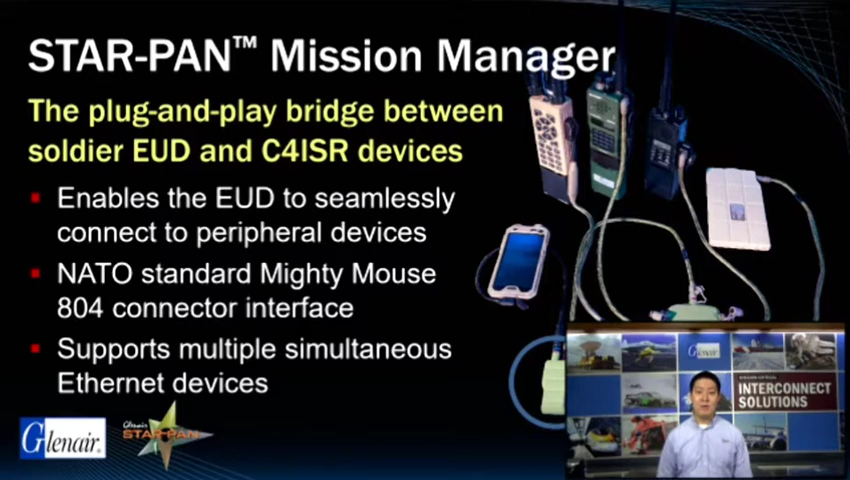 STAR-PAN™ Mission Manager
The plug-and-play bridge between
soldier EUD and C4ISR devices
Enables the EUD to seamlessly
connect to peripheral devices
NATO standard Mighty Mouse
804 connector interface
Supports multiple simultaneous
Ethernet devices
Glenair.
Glenair
STAR-PAN
Glenair
INTERCONNECT
SOLUTIONS